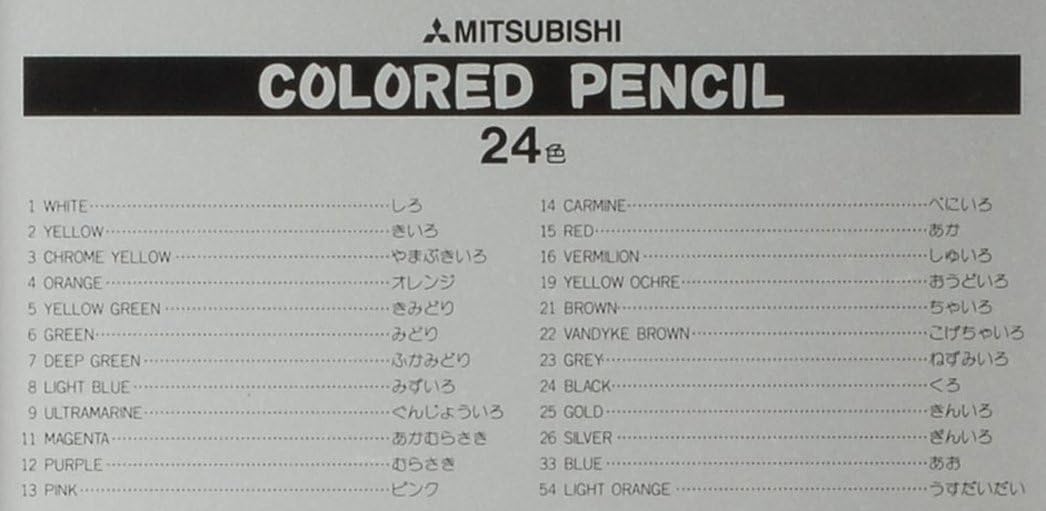 MITSUBISHI
COLORED PENCIL
24色
1 WHITE しろ
2 YELLOW きいろ
3 CHROME YELLOW やまぶきいろ
4 ORANGE オレンジ
5 YELLOW GREEN きみどり
6 GREEN みどり
7 DEEP GREEN ふかみどり
8 LIGHT BLUE みずいろ
9 ULTRAMARINE ぐんじょういろ
11 MAGENTA あかむらさき
12 PURPLE むらさき
13 PINK ピンク
14 CARMINE べにいろ
15 RED あか
16 VERMILION しゅいろ
19 YELLOW OCHRE おうどいろ
21 BROWN ちゃいろ
22 VANDYKE BROWN こげちゃいろ
23 GREY ねずみいろ
24 BLACK くろ
25 GOLD きんいろ
26 SILVER ぎんいろ
33 BLUE あお
54 LIGHT ORANGE うすだいだい